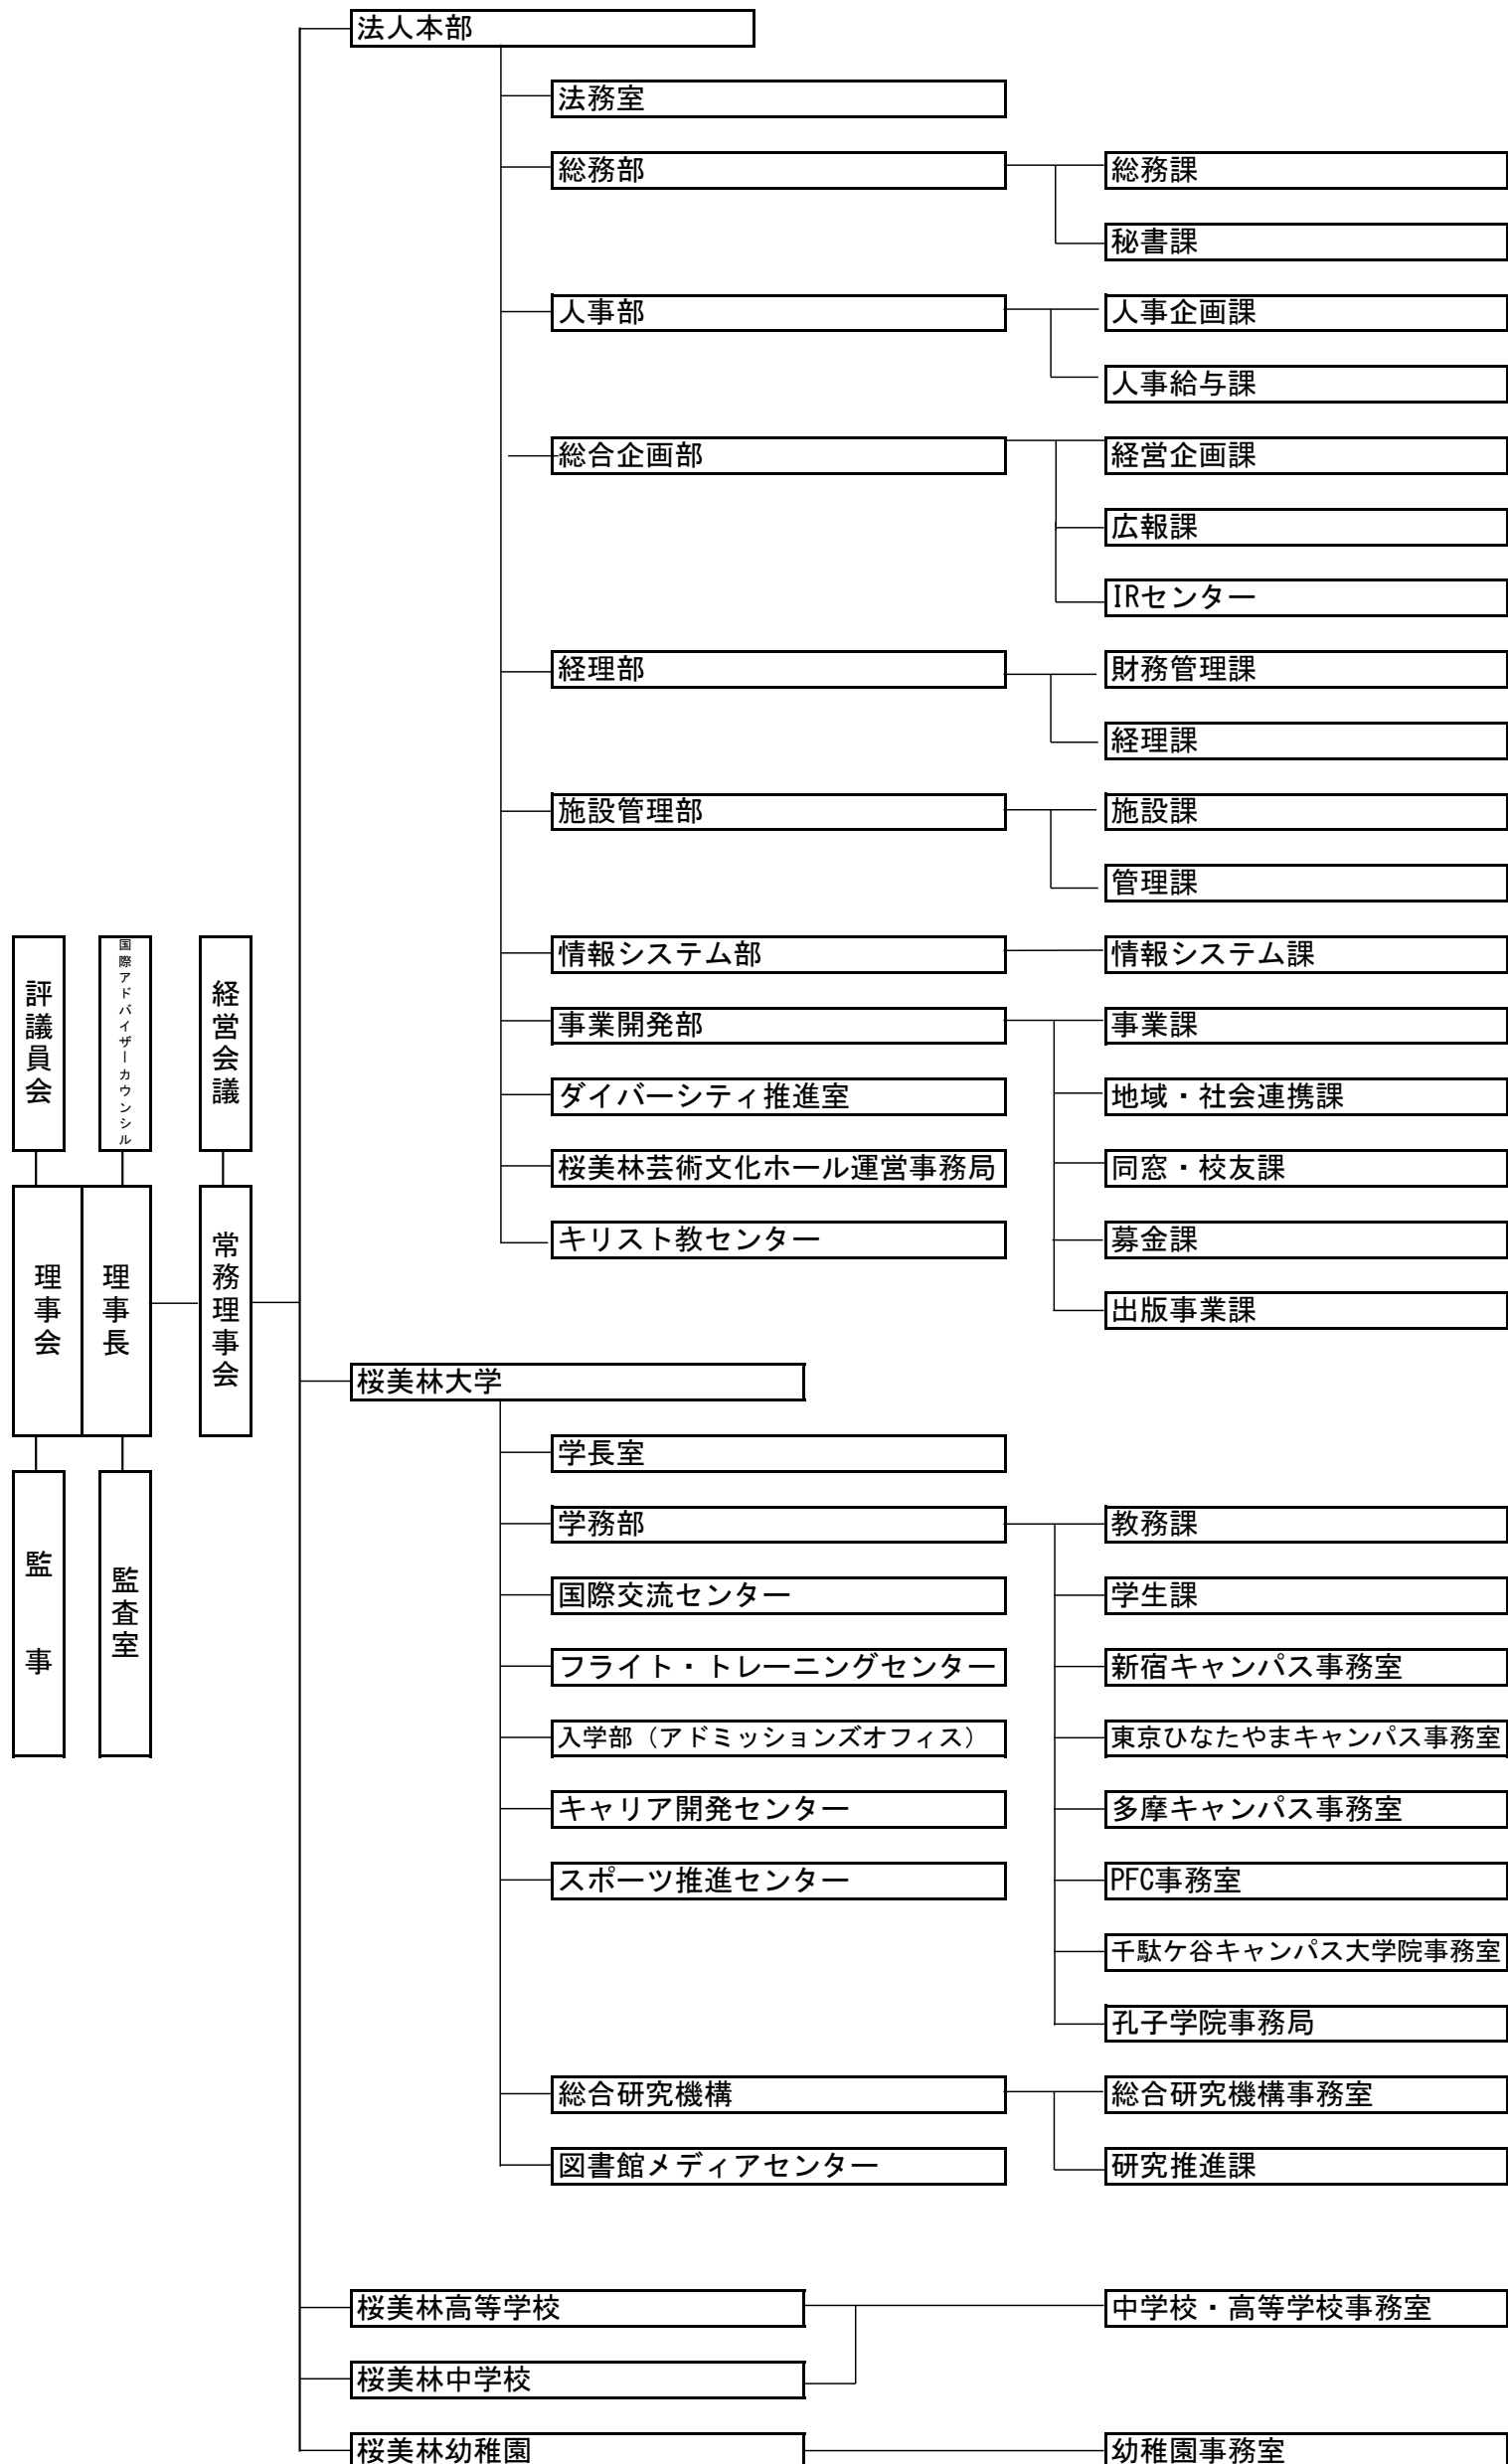 法人本部
法務室
総務部
総務課
秘書課
人事部
人事企画課
人事給与課
総合企画部
経営企画課
広報課
IRセンター
経理部
財務管理課
経理課
施設管理部
施設課
管理課
評議員会
国際アドバイザーカウンシル
経営会議
情報システム部
情報システム課
事業開発部
事業課
ダイバーシティ推進室
地域・社会連携課
桜美林芸術文化ホール運営事務局
同窓・校友課
キリスト教センター
募金課
出版事業課
理事会
理事長
常務理事会
監事
監査室
桜美林大学
学長室
学務部
教務課
国際交流センター
学生課
フライト・トレーニングセンター
新宿キャンパス事務室
入学部（アドミッションズオフィス）
東京ひなたやまキャンパス事務室
キャリア開発センター
多摩キャンパス事務室
スポーツ推進センター
PFC事務室
千駄ケ谷キャンパス大学院事務室
孔子学院事務局
総合研究機構
総合研究機構事務室
図書館メディアセンター
研究推進課
桜美林高等学校
中学校・高等学校事務室
桜美林中学校
桜美林幼稚園
幼稚園事務室